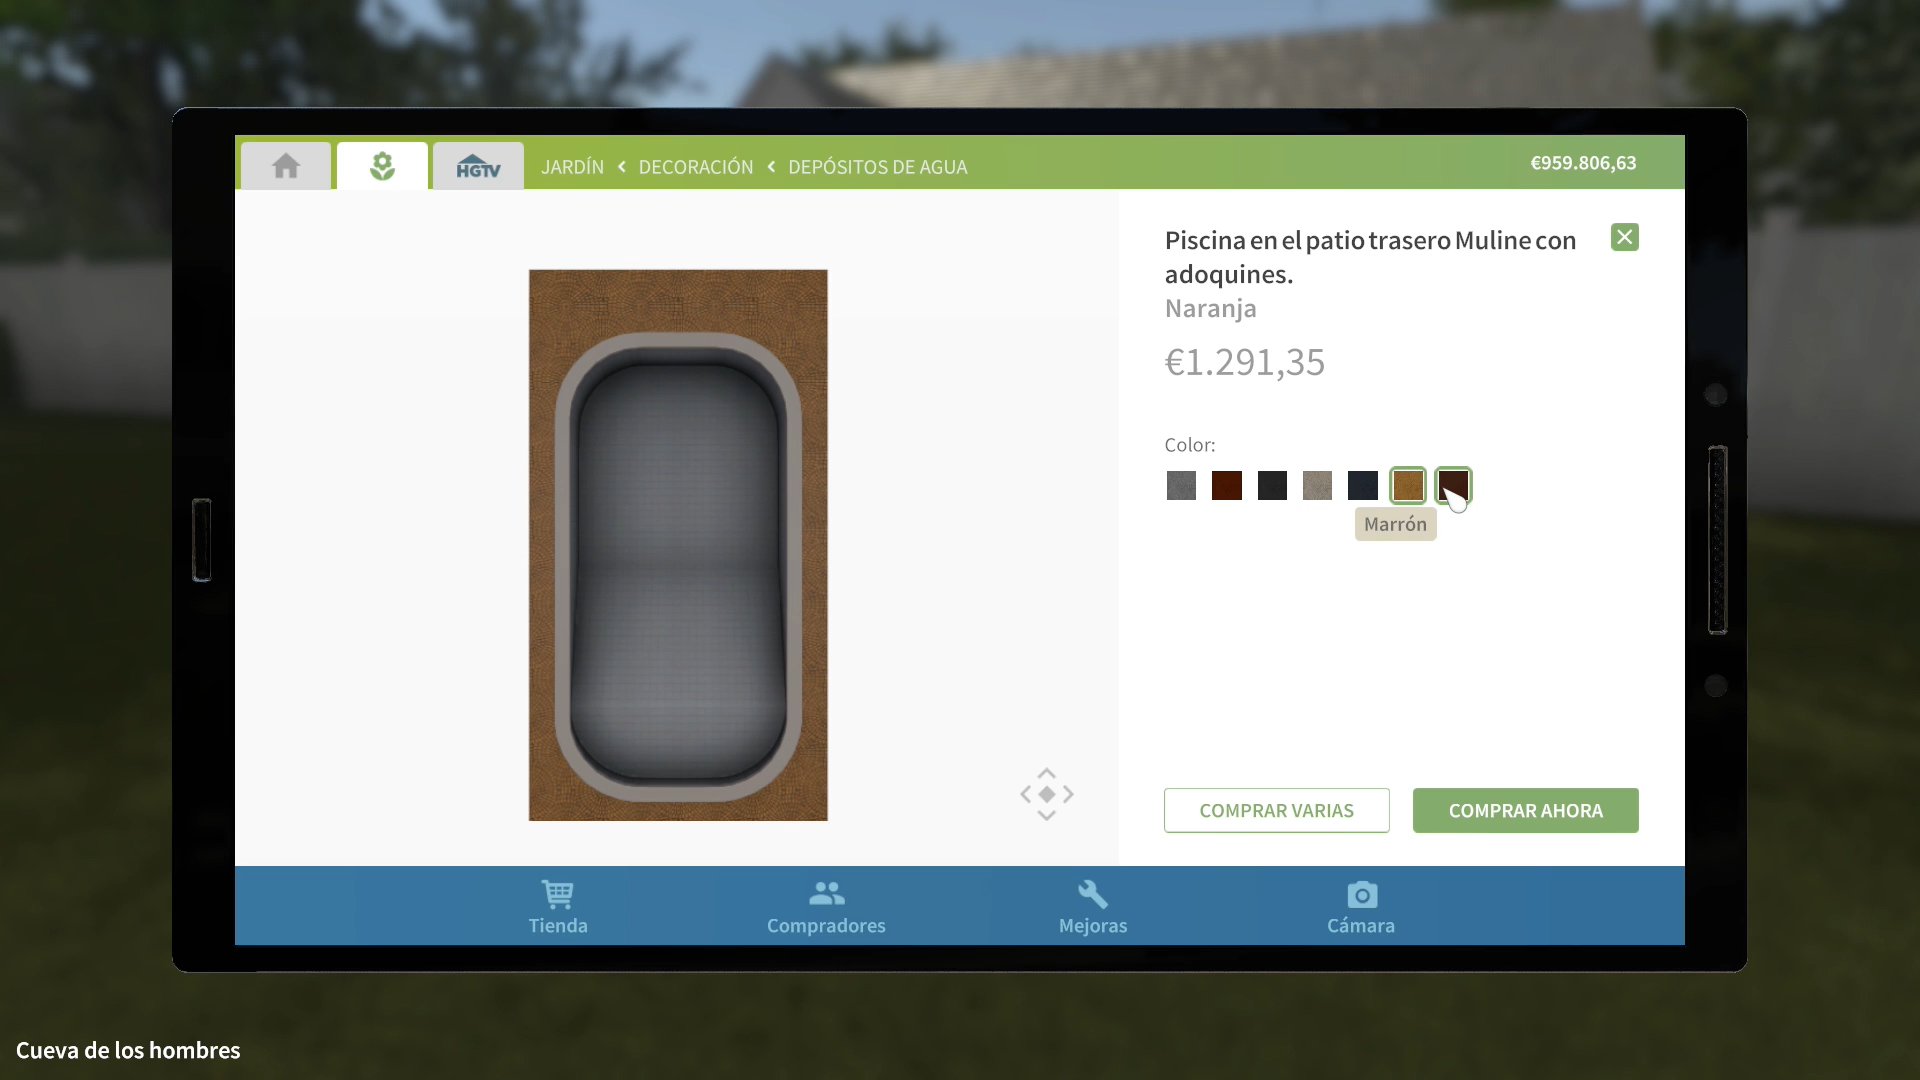 HGTV
JARDÍN < DECORACIÓN < DEPÓSITOS DE AGUA
€959.806,63
Piscina en el patio trasero Muline con
adoquines.
Naranja
€1.291,35
Color:
Marrón
COMPRAR VARIAS
COMPRAR AHORA
Tienda
Compradores
Mejoras
Cámara
Cueva de los hombres